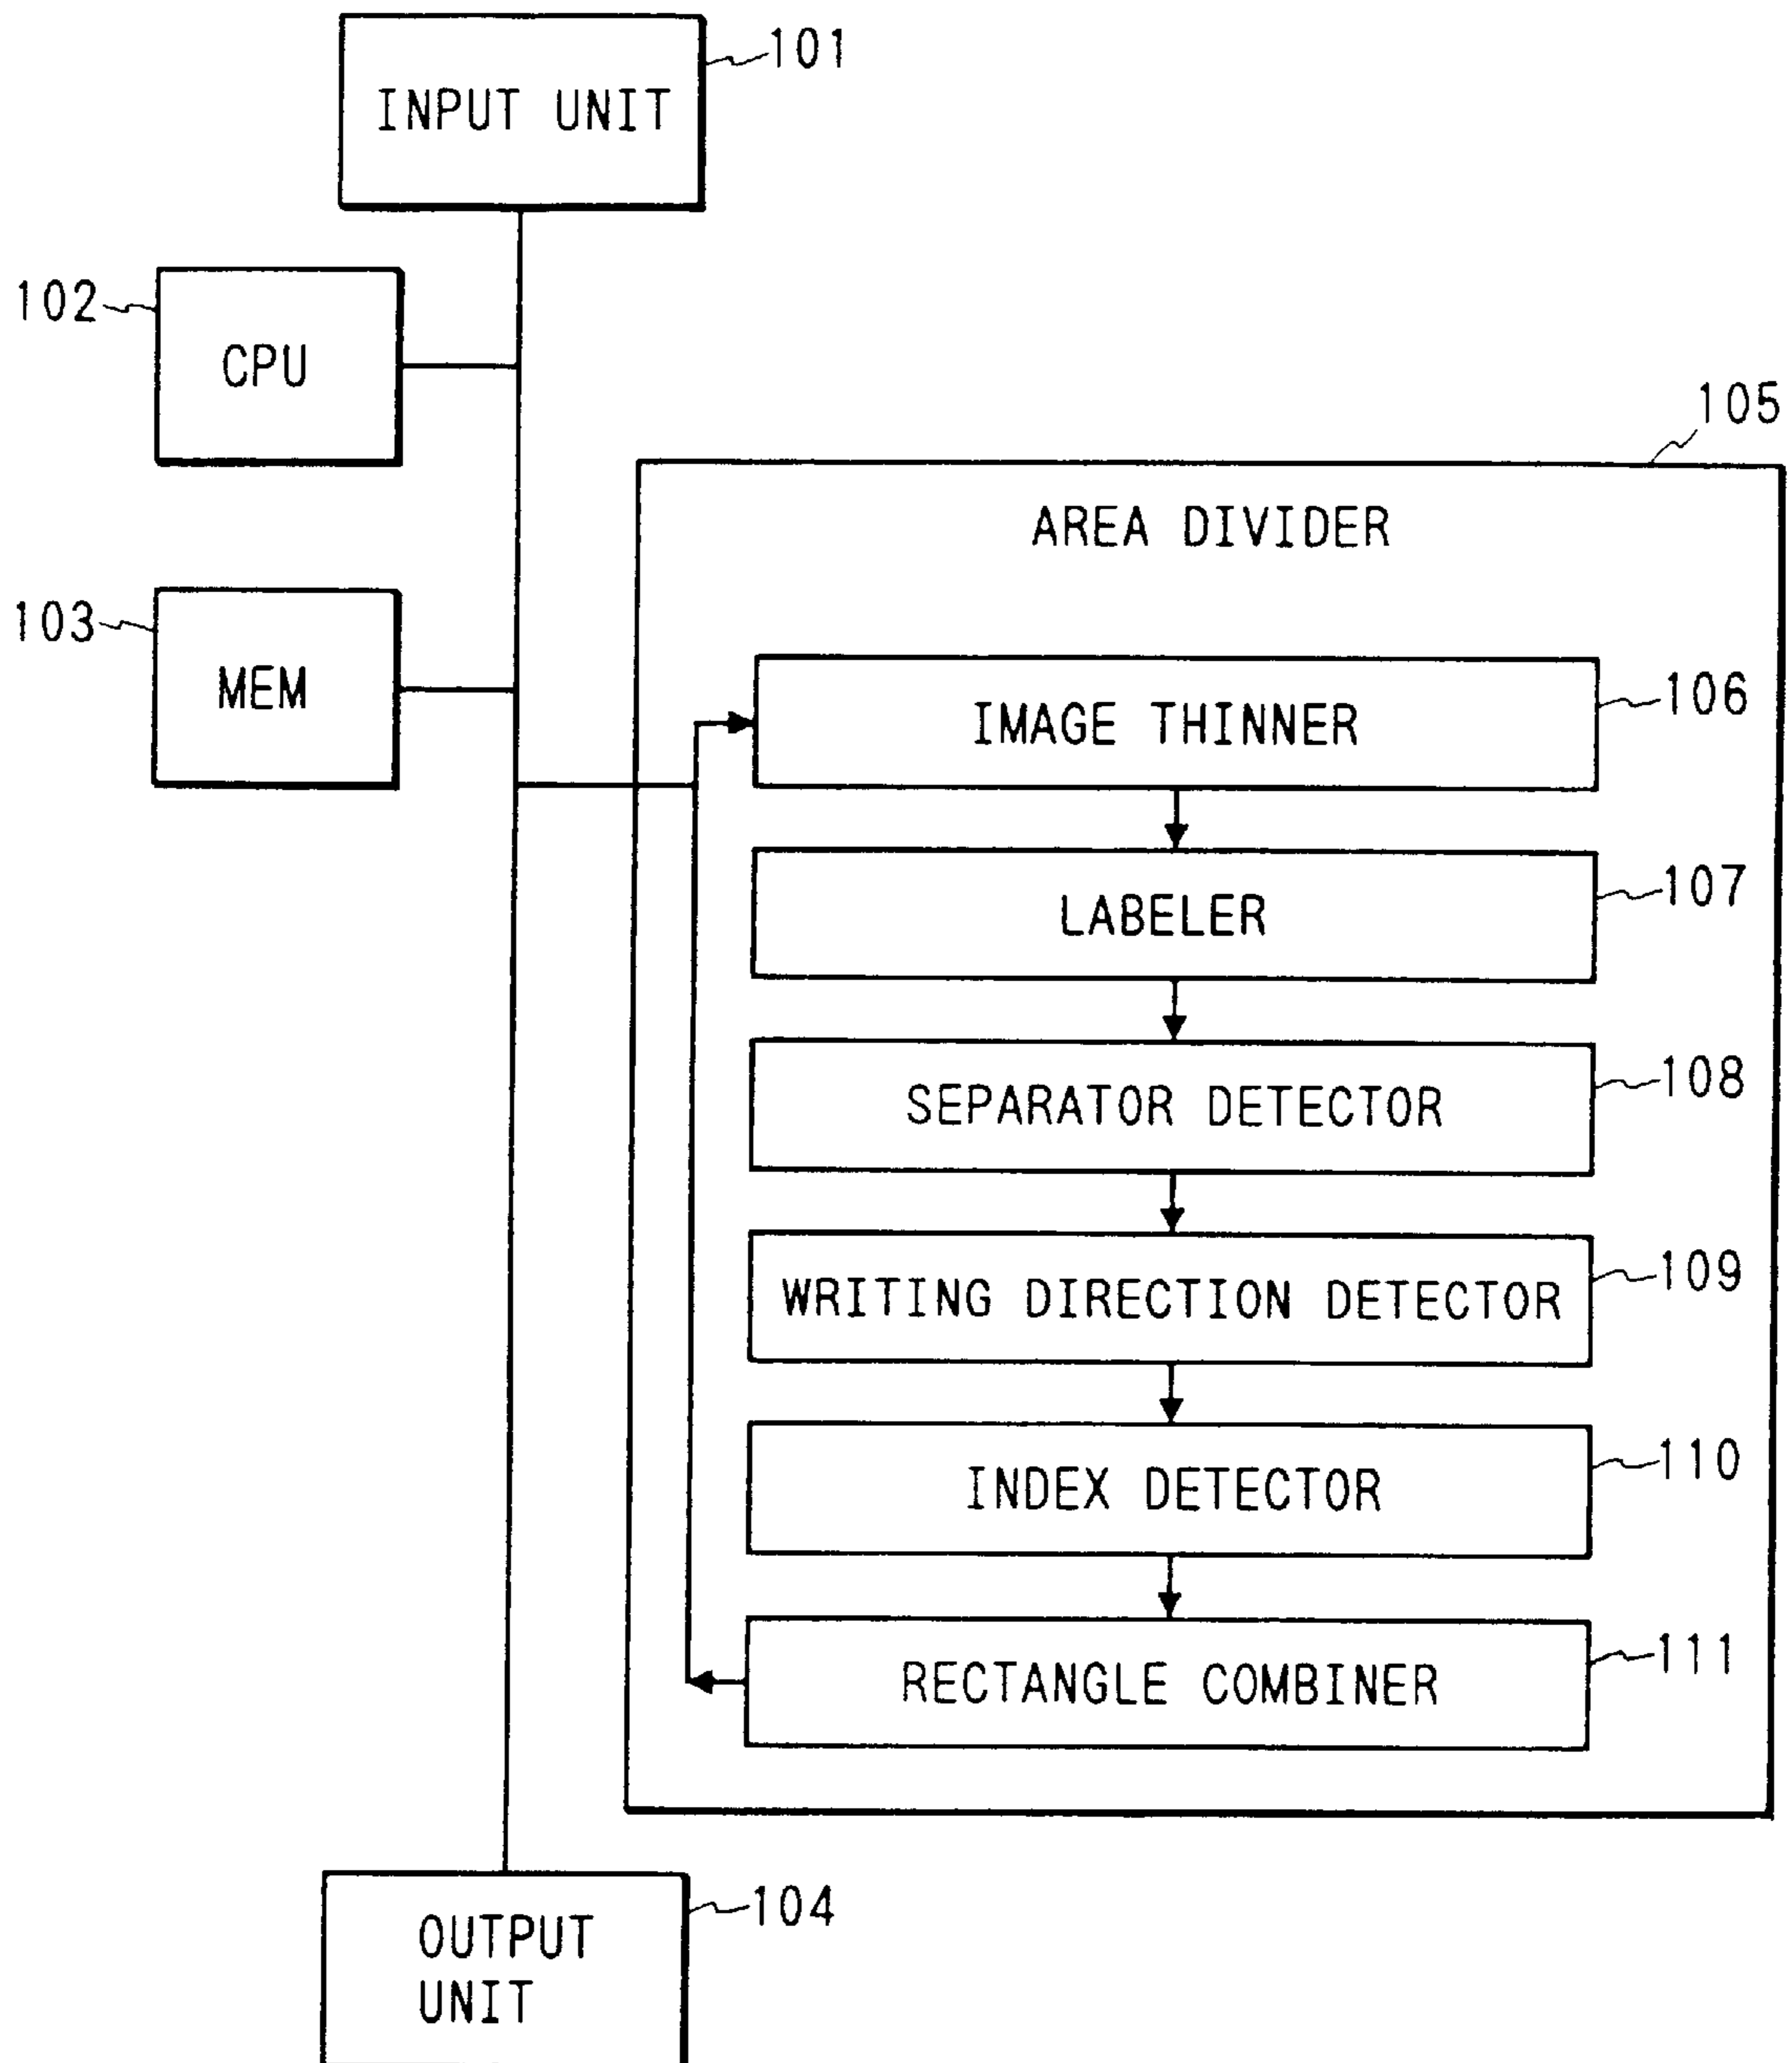 101
INPUT UNIT
102
CPU
105
AREA DIVIDER
103
MEM
106
IMAGE THINNER
107
LABELER
108
SEPARATOR DETECTOR
109
WRITING DIRECTION DETECTOR
110
INDEX DETECTOR
111
RECTANGLE COMBINER
104
OUTPUT
UNIT